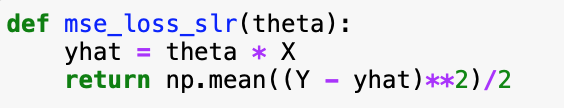 def mse_loss_slr(theta):
    yhat = theta * X
    return np.mean((Y - yhat)**2)/2